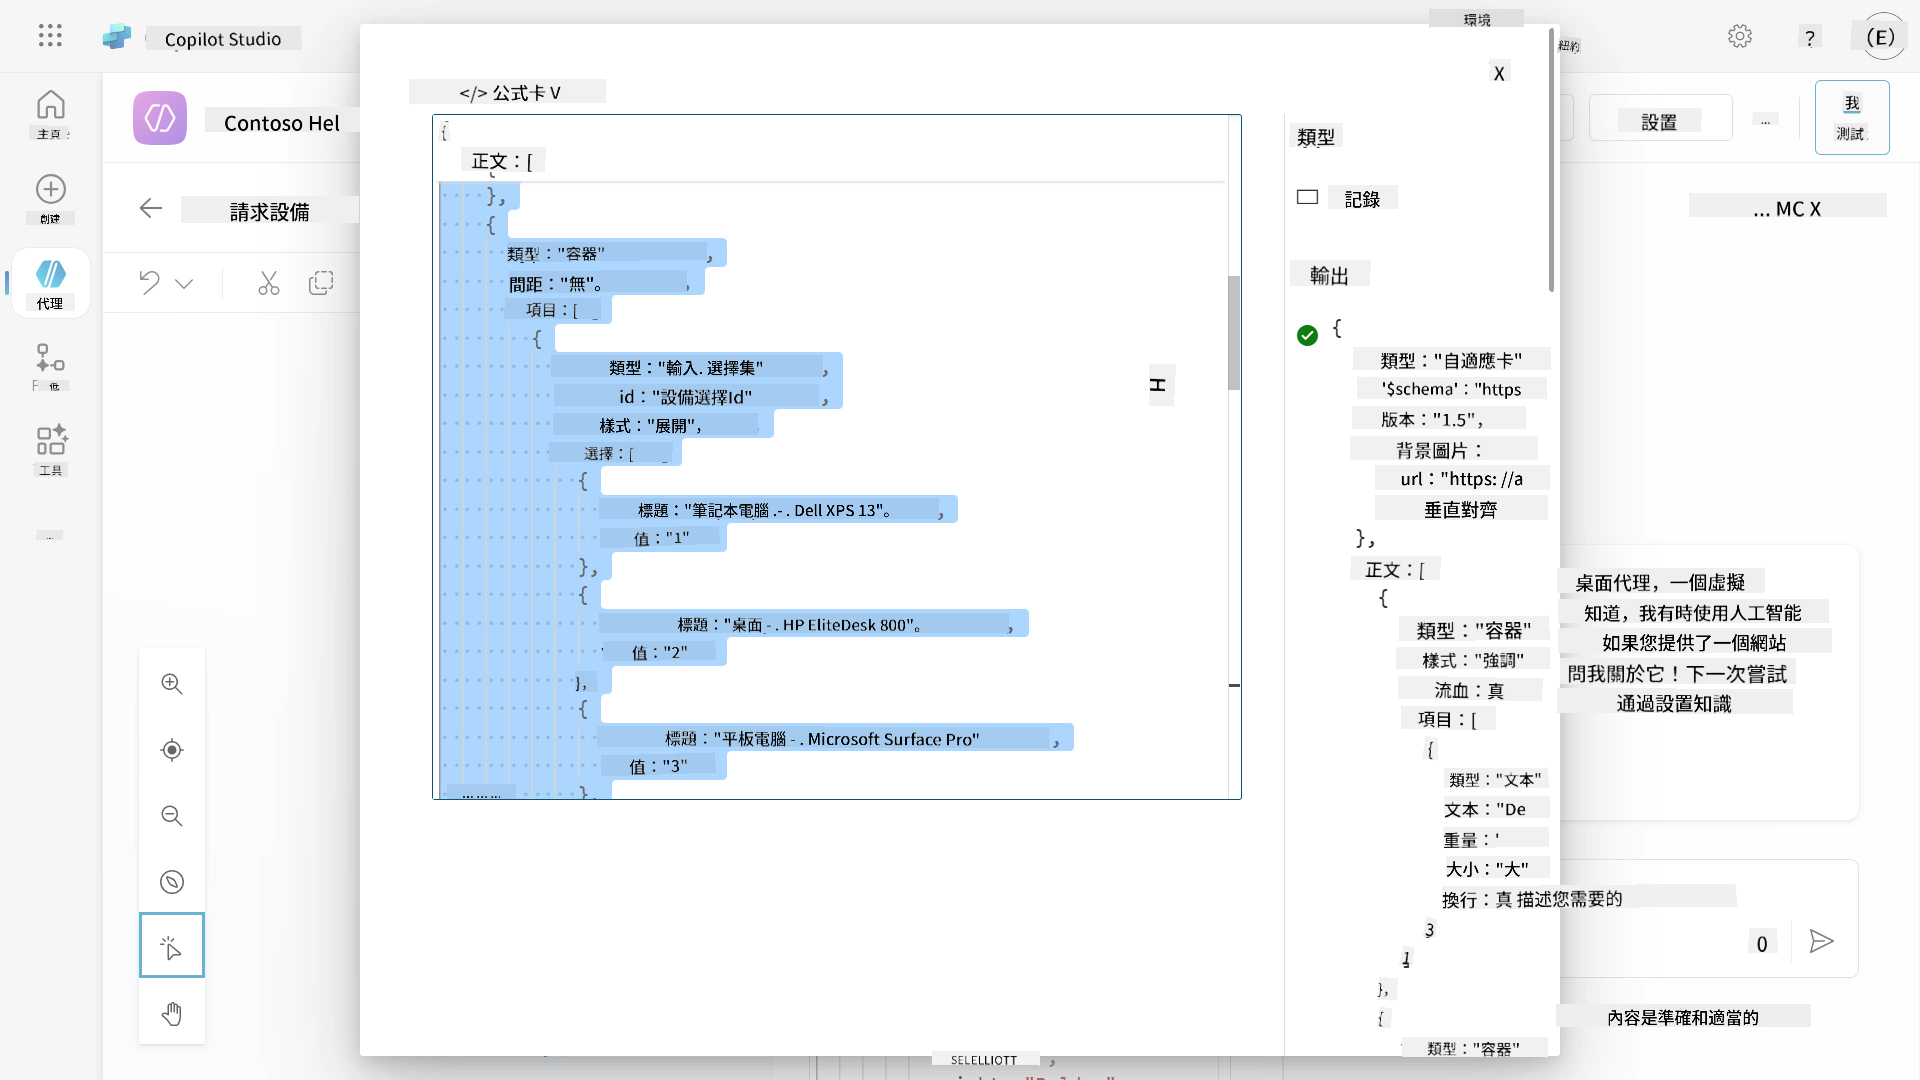 Copilot Studio
環境
紐約
?
(E)
主頁
創建
代理
低
工具
...
Contoso Hel
請求設備
設置
...
我
測試
... MC X
</> 公式卡 V
X
{
正文：[
},
{
類型："容器"
,
間距："無"。
,
項目：[
{
類型："輸入. 選擇集"
,
id："設備選擇Id"
,
樣式："展開",
選擇：[
{
標題："筆記本電腦 .- . Dell XPS 13"。
,
值："1"
},
{
標題："桌面 - . HP EliteDesk 800"。
,
值："2"
},
{
標題："平板電腦 - . Microsoft Surface Pro"
,
值："3"
}
H
類型
記錄
輸出
{
類型："自適應卡"
'$schema'："https
版本："1.5",
背景圖片：
url："https: //a
垂直對齊
},
正文：[
{
類型："容器"
樣式："強調"
流血：真
項目：[
{
類型："文本"
文本："De
重量：'
大小："大"
換行：真 描述您需要的
3
1
},
{
類型："容器"
桌面代理，一個虛擬
知道，我有時使用人工智能
如果您提供了一個網站
問我關於它！下一次嘗試
通過設置知識
0
內容是準確和適當的
SELELLIOTT